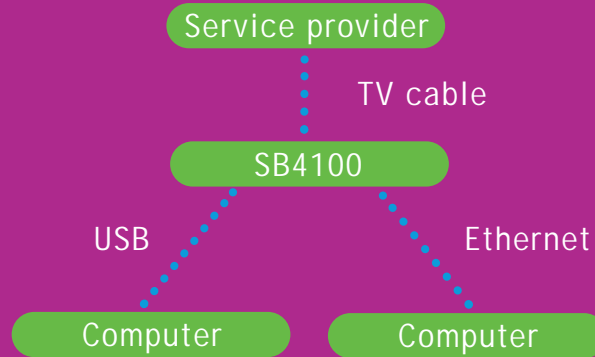 Service provider
TV cable
SB4100
USB
Ethernet
Computer
Computer